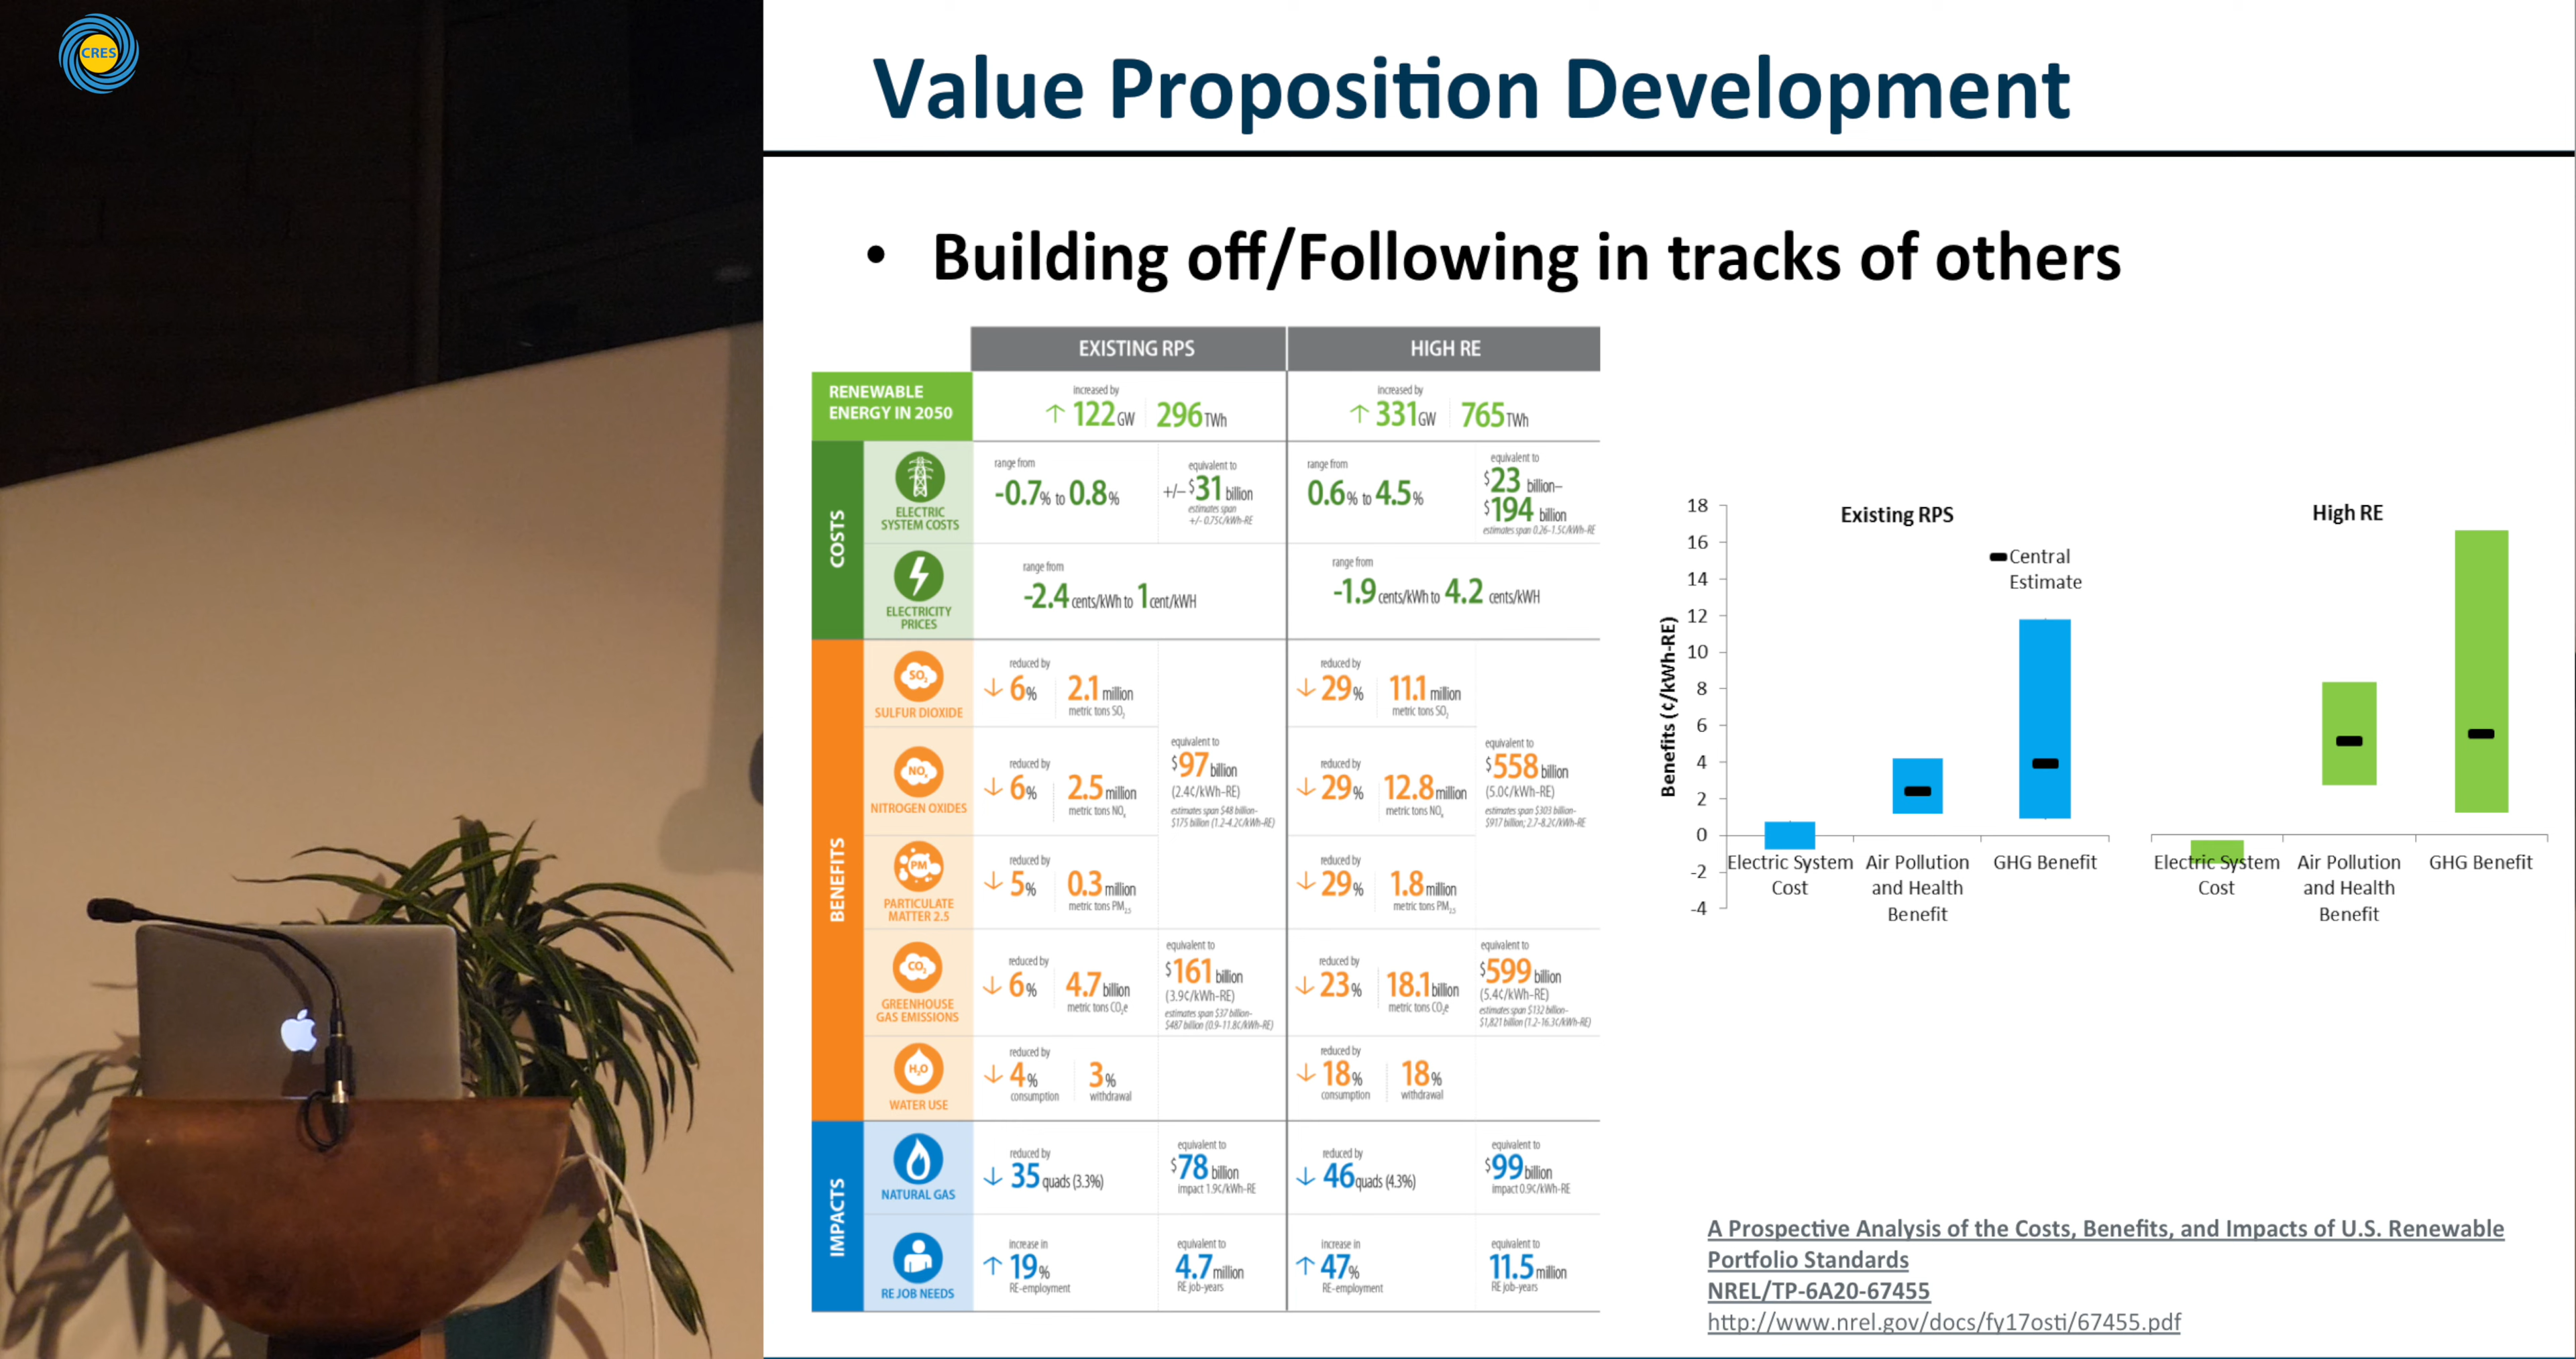 CRES
Value Proposition Development
• Building off/Following in tracks of others
EXISTING RPS
HIGH RE
RENEWABLE
ENERGY IN 2050
increased by
↑ 122 GW 296 TWh
increased by
↑ 331 GW 765 TWh
COSTS
ELECTRIC
SYSTEM COSTS
range from
-0.7% to 0.8%
equivalent to
+/– $31 billion
estimates span
+/- 0.75¢/kWh-RE
range from
0.6% to 4.5%
equivalent to
$23 billion–
$194 billion
estimates span 0.26-1.5¢/kWh-RE
ELECTRICITY
PRICES
range from
-2.4 cents/kWh to 1 cent/kWH
range from
-1.9 cents/kWh to 4.2 cents/kWH
BENEFITS
SO2
SULFUR DIOXIDE
reduced by
↓ 6% 2.1 million
metric tons SO2
reduced by
↓ 29% 11.1 million
metric tons SO2
NOx
NITROGEN OXIDES
reduced by
↓ 6% 2.5 million
metric tons NOx
equivalent to
$97 billion
(2.4¢/kWh-RE)
estimates span $48 billion-
$175 billion (1.2-4.2¢/kWh-RE)
reduced by
↓ 29% 12.8 million
metric tons NOx
equivalent to
$558 billion
(5.0¢/kWh-RE)
estimates span $303 billion-
$917 billion; 2.7-8.2¢/kWh-RE
PM
PARTICULATE
MATTER 2.5
reduced by
↓ 5% 0.3 million
metric tons PM2.5
reduced by
↓ 29% 1.8 million
metric tons PM2.5
CO2
GREENHOUSE
GAS EMISSIONS
reduced by
↓ 6% 4.7 billion
metric tons CO2e
equivalent to
$161 billion
(3.9¢/kWh-RE)
estimates span $37 billion-
$487 billion (0.9-11.8¢/kWh-RE)
reduced by
↓ 23% 18.1 billion
metric tons CO2e
equivalent to
$599 billion
(5.4¢/kWh-RE)
estimates span $132 billion-
$1,821 billion (1.2-16.3¢/kWh-RE)
H2O
WATER USE
reduced by
↓ 4% 3%
consumption withdrawal
reduced by
↓ 18% 18%
consumption withdrawal
IMPACTS
NATURAL GAS
reduced by
↓ 35 quads (3.3%)
equivalent to
$78 billion
impact 1.9¢/kWh-RE
reduced by
↓ 46 quads (4.3%)
equivalent to
$99 billion
impact 0.9¢/kWh-RE
RE JOB NEEDS
increase in
↑ 19%
RE-employment
equivalent to
4.7 million
RE job-years
increase in
↑ 47%
RE-employment
equivalent to
11.5 million
RE job-years
Benefits (¢/kWh-RE)
18
16
14
12
10
8
6
4
2
0
-2
-4
Existing RPS
Central
Estimate
Electric System
Cost
Air Pollution
and Health
Benefit
GHG Benefit
High RE
Electric System
Cost
Air Pollution
and Health
Benefit
GHG Benefit
A Prospective Analysis of the Costs, Benefits, and Impacts of U.S. Renewable
Portfolio Standards
NREL/TP-6A20-67455
http://www.nrel.gov/docs/fy17osti/67455.pdf